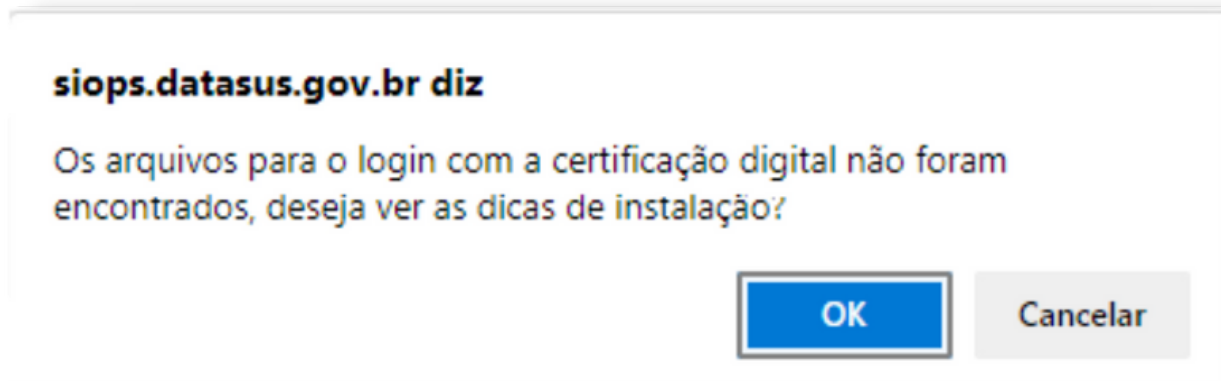 siops.datasus.gov.br diz
Os arquivos para o login com a certificação digital não foram
encontrados, deseja ver as dicas de instalação?
OK
Cancelar